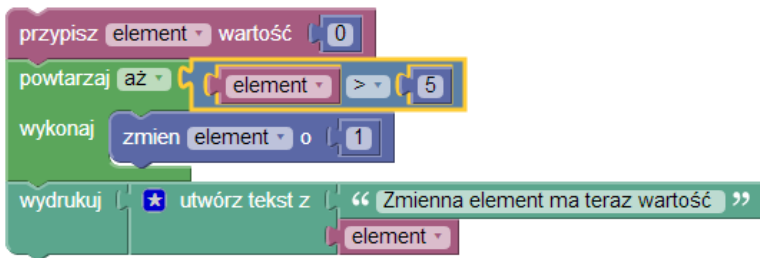 przypisz element wartość 0
powtarzaj aż element > 5
wykonaj zmien element o 1
wydrukuj utwórz tekst z “ Zmienna element ma teraz wartość ”
element